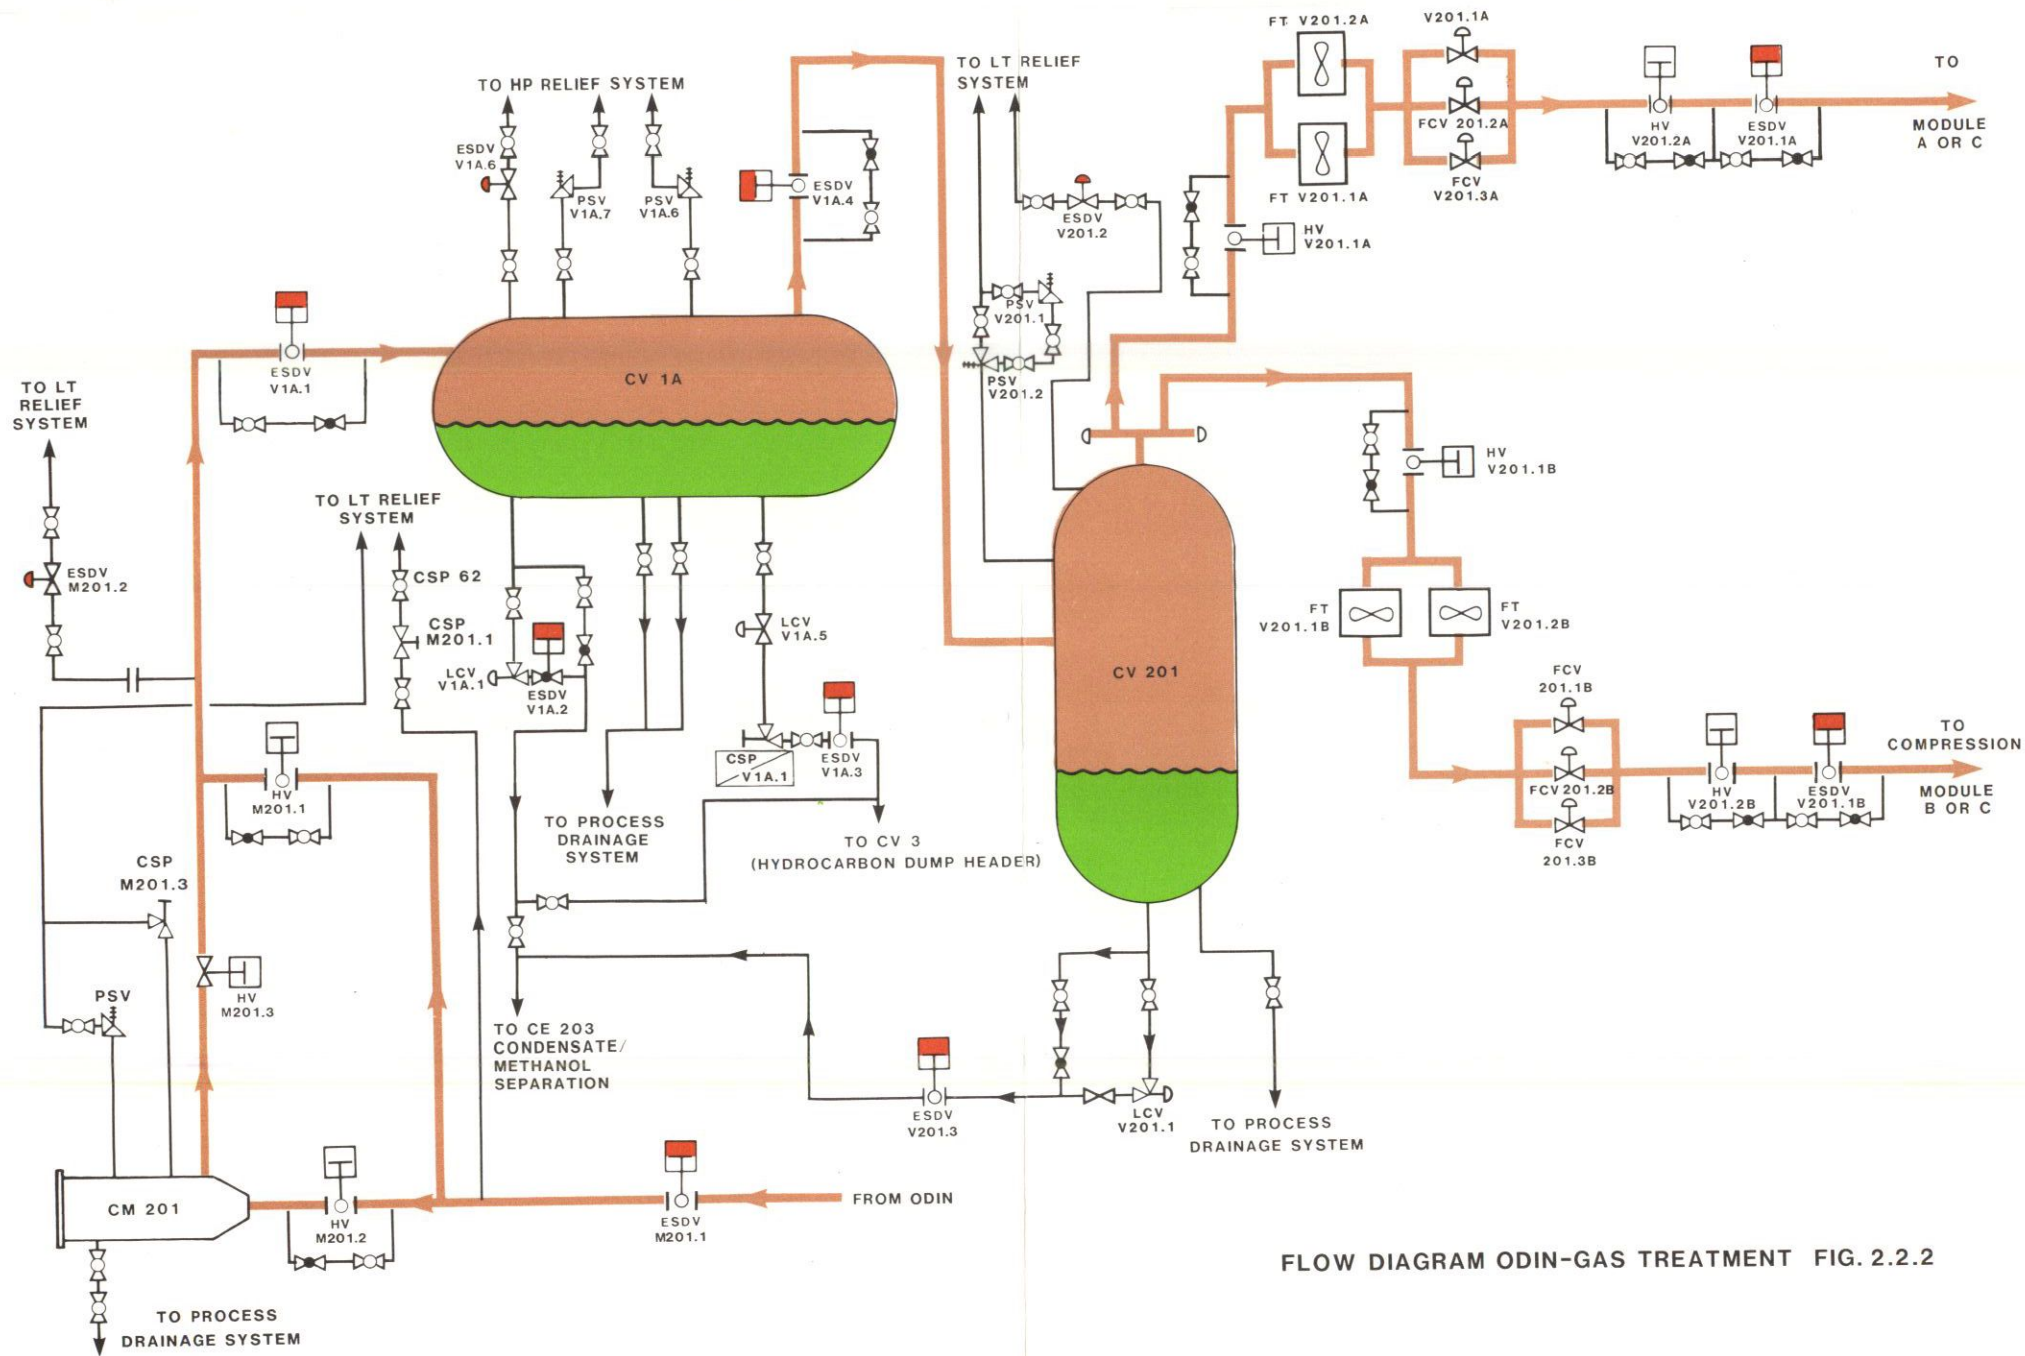 FT V201.2A
V201.1A
TO LT RELIEF
SYSTEM
TO
TO HP RELIEF SYSTEM
FCV 201.2A
HV
V201.2A
ESDV
V201.1A
MODULE
A OR C
ESDV
V1A.6
PSV
V1A.7
PSV
V1A.6
ESDV
V1A.4
FT V201.1A
FCV
V201.3A
ESDV
V201.2
HV
V201.1A
PSV
V201.1
ESDV
V1A.1
CV 1A
PSV
V201.2
TO LT
RELIEF
SYSTEM
HV
V201.1B
TO LT RELIEF
SYSTEM
ESDV
M201.2
CSP 62
CSP
M201.1
LCV
V1A.1
ESDV
V1A.2
LCV
V1A.5
FT
V201.1B
FT
V201.2B
CV 201
FCV
201.1B
CSP
V1A.1
ESDV
V1A.3
TO
COMPRESSION
HV
M201.1
FCV 201.2B
HV
V201.2B
ESDV
V201.1B
MODULE
B OR C
TO PROCESS
DRAINAGE
SYSTEM
TO CV 3
(HYDROCARBON DUMP HEADER)
FCV
201.3B
CSP
M201.3
PSV
HV
M201.3
TO CE 203
CONDENSATE/
METHANOL
SEPARATION
ESDV
V201.3
LCV
V201.1
TO PROCESS
DRAINAGE SYSTEM
CM 201
HV
M201.2
ESDV
M201.1
FROM ODIN
FLOW DIAGRAM ODIN-GAS TREATMENT FIG. 2.2.2
TO PROCESS
DRAINAGE SYSTEM